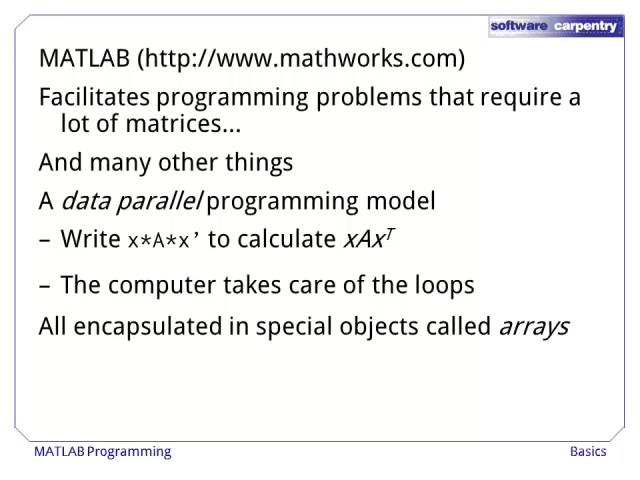 software carpentry
MATLAB (http://www.mathworks.com)
Facilitates programming problems that require a
lot of matrices...
And many other things
A data parallel programming model
– Write x*A*x’ to calculate xAxᵀ
– The computer takes care of the loops
All encapsulated in special objects called arrays
MATLAB Programming
Basics